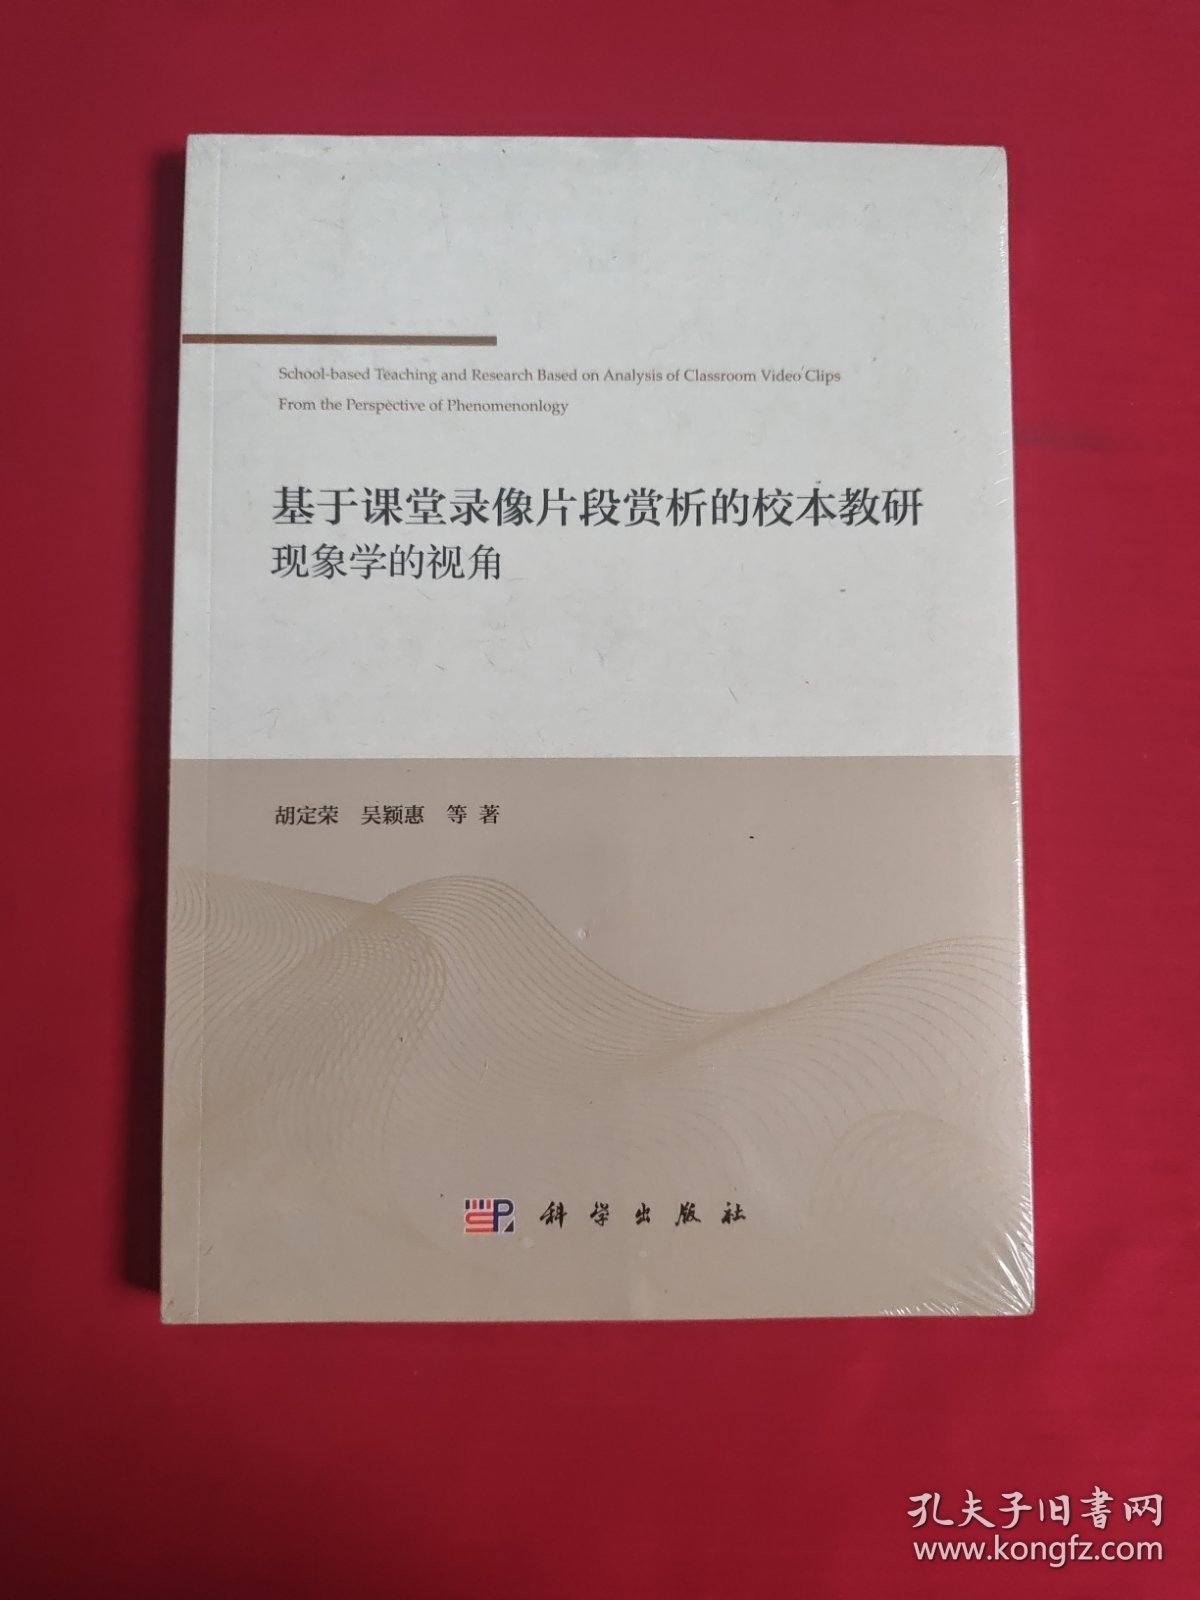 School-based Teaching and Research Based on Analysis of Classroom Video Clips
From the Perspective of Phenomenonlogy
基于课堂录像片段赏析的校本教研
现象学的视角
胡定荣 吴颖惠 等 著
科学出版社
孔夫子旧书网
www.kongfz.com